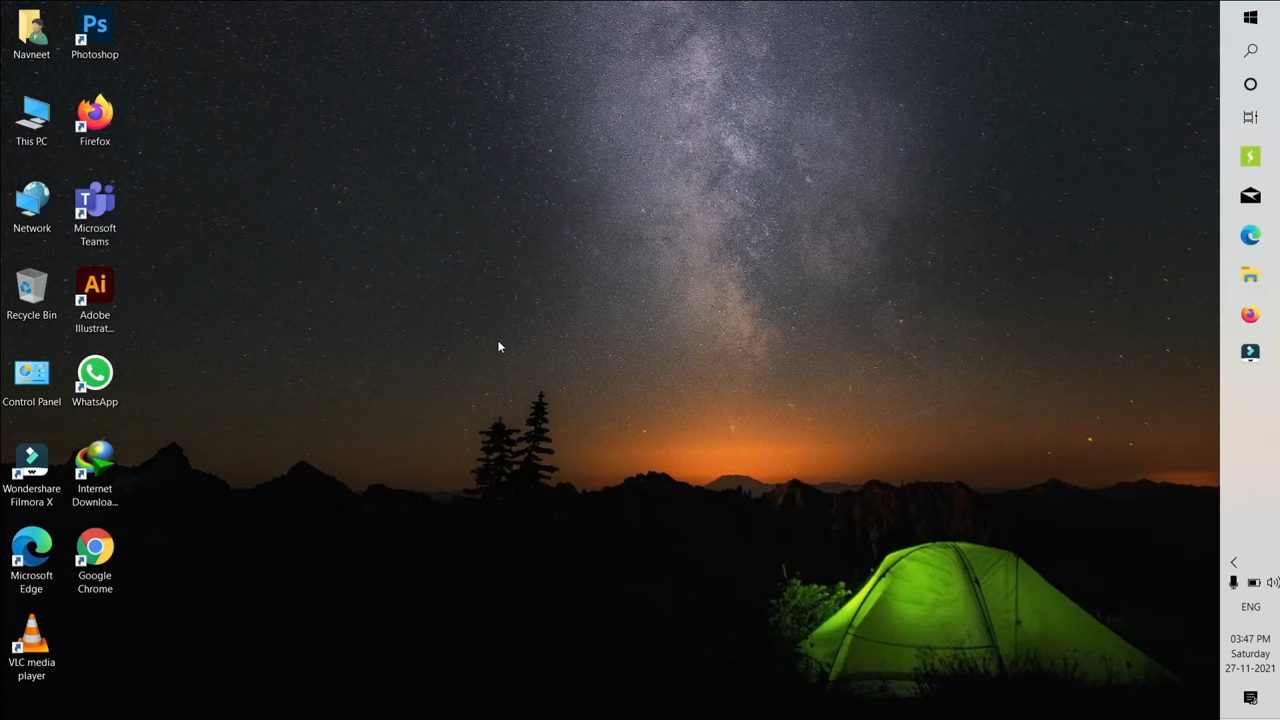 Navneet
Ps
Photoshop
This PC
Firefox
Network
T
Microsoft
Teams
Recycle Bin
Ai
Adobe
Illustrat...
Control Panel
WhatsApp
Wondershare
Filmora X
Internet
Downloa...
Microsoft
Edge
Google
Chrome
VLC media
player
ENG
03:47 PM
Saturday
27-11-2021